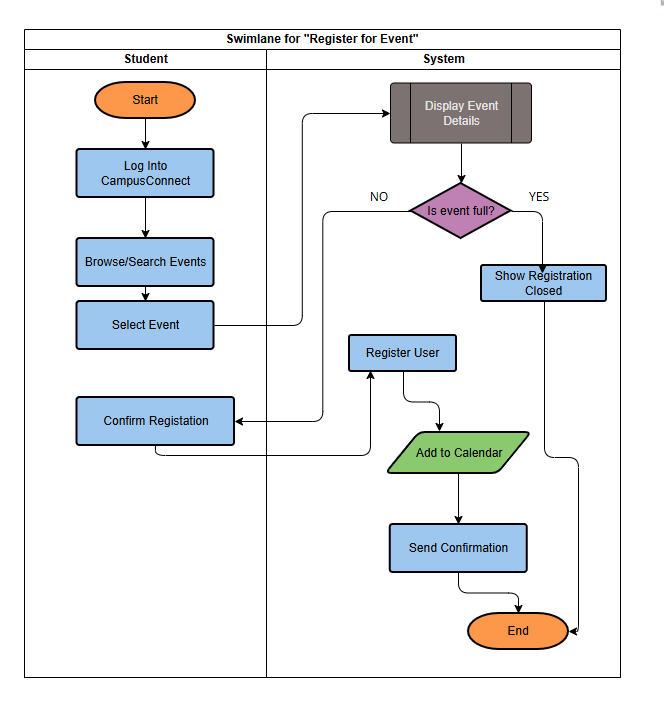 Swimlane for "Register for Event"
Student
System
Start
Display Event
Details
Log Into
CampusConnect
NO
YES
Is event full?
Browse/Search Events
Show Registration
Closed
Select Event
Register User
Confirm Registation
Add to Calendar
Send Confirmation
End